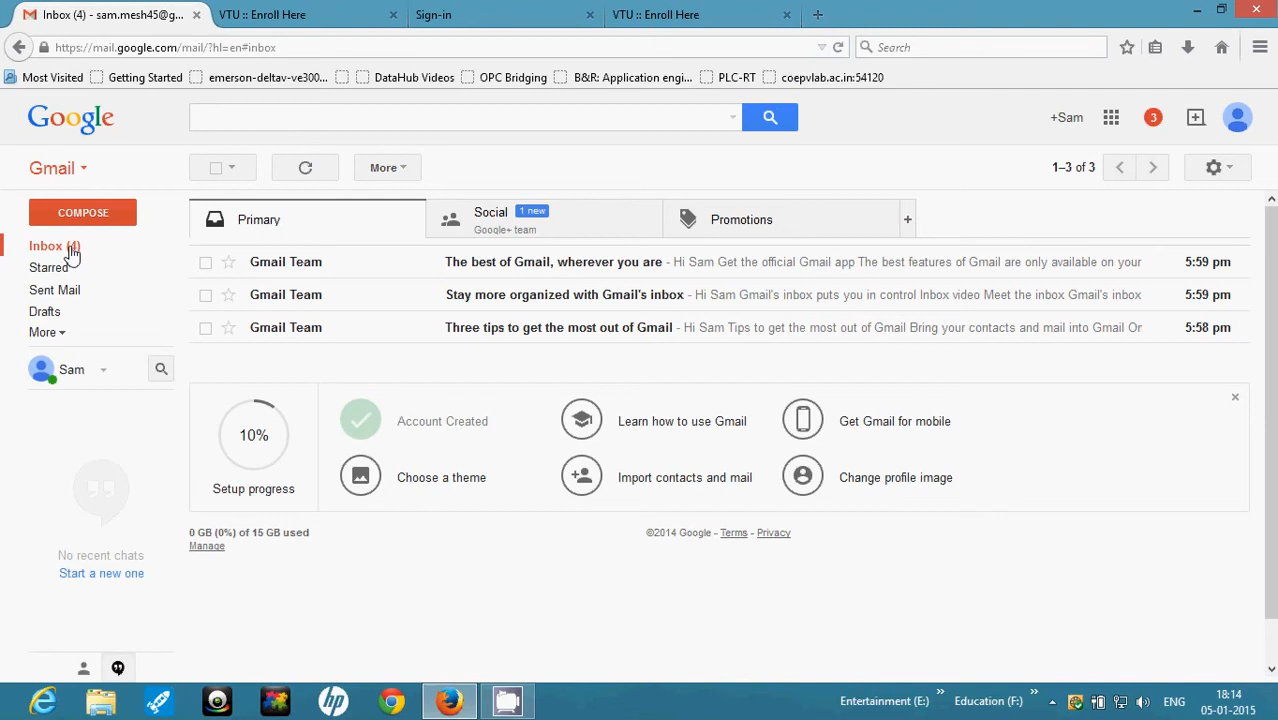 Inbox (4) - sam.mesh45@g...
VTU :: Enroll Here
Sign-in
VTU :: Enroll Here
https://mail.google.com/mail/?hl=en#inbox
Search
Most Visited
Getting Started
emerson-deltav-ve300...
DataHub Videos
OPC Bridging
B&R: Application engi...
PLC-RT
coepvlab.ac.in:54120
Google
+Sam
3
Gmail
More
1–3 of 3
COMPOSE
Inbox (4)
Starred
Sent Mail
Drafts
More
Sam
Primary
Social 1 new
Google+ team
Promotions
Gmail Team The best of Gmail, wherever you are - Hi Sam Get the official Gmail app The best features of Gmail are only available on your 5:59 pm
Gmail Team Stay more organized with Gmail's inbox - Hi Sam Gmail's inbox puts you in control Inbox video Meet the inbox Gmail's inbox 5:59 pm
Gmail Team Three tips to get the most out of Gmail - Hi Sam Tips to get the most out of Gmail Bring your contacts and mail into Gmail On 5:58 pm
10%
Setup progress
Account Created
Learn how to use Gmail
Get Gmail for mobile
Choose a theme
Import contacts and mail
Change profile image
0 GB (0%) of 15 GB used
Manage
©2014 Google - Terms - Privacy
No recent chats
Start a new one
hp
Entertainment (E:)
Education (F:)
ENG
18:14
05-01-2015